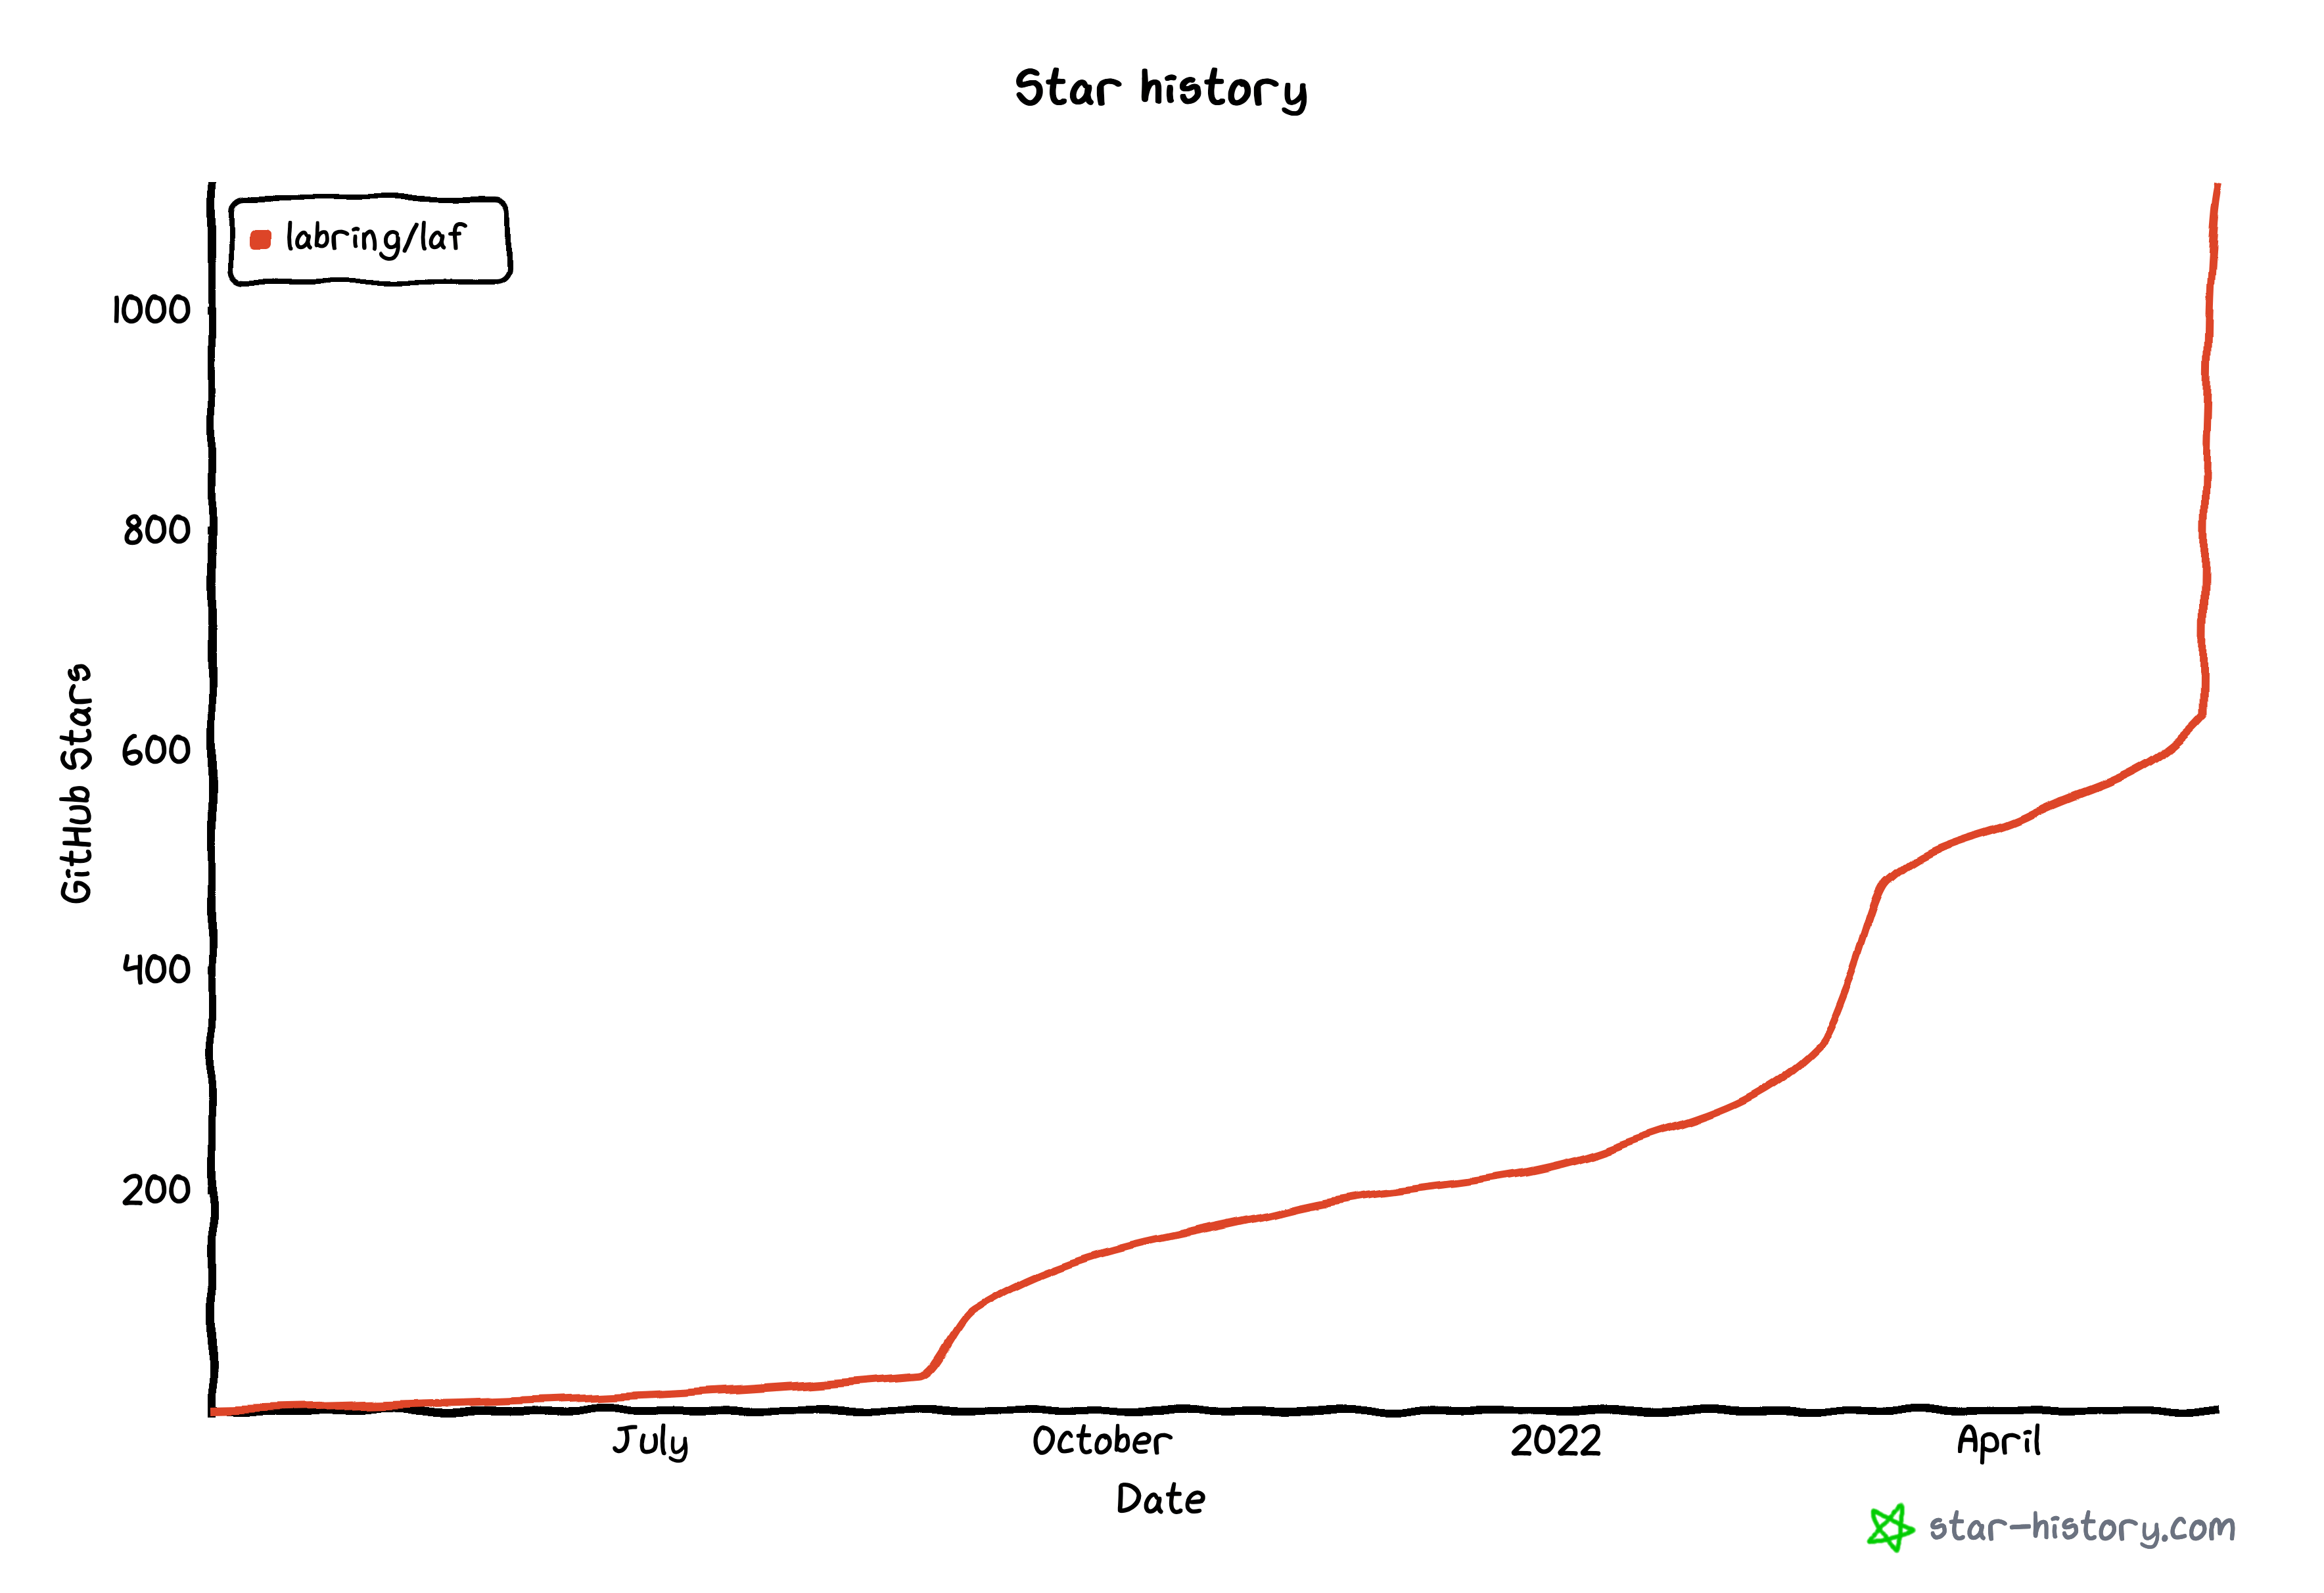 Star history
labring/laf
1000
800
600
400
200
GitHub Stars
July
October
2022
April
Date
star-history.com